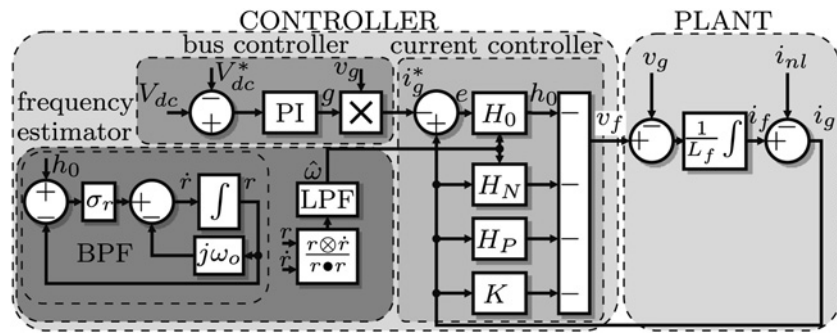 CONTROLLER
PLANT
bus controller
current controller
V*dc
vg
i*g
inl
Vdc
vg
g
e
h0
PI
×
H0
vf
if
ig
1/Lf ∫
frequency
estimator
h0
ω̂
ṙ
r
LPF
HN
σr
∫
BPF
jωo
r
ṙ
r⊗ṙ
r●r
HP
K